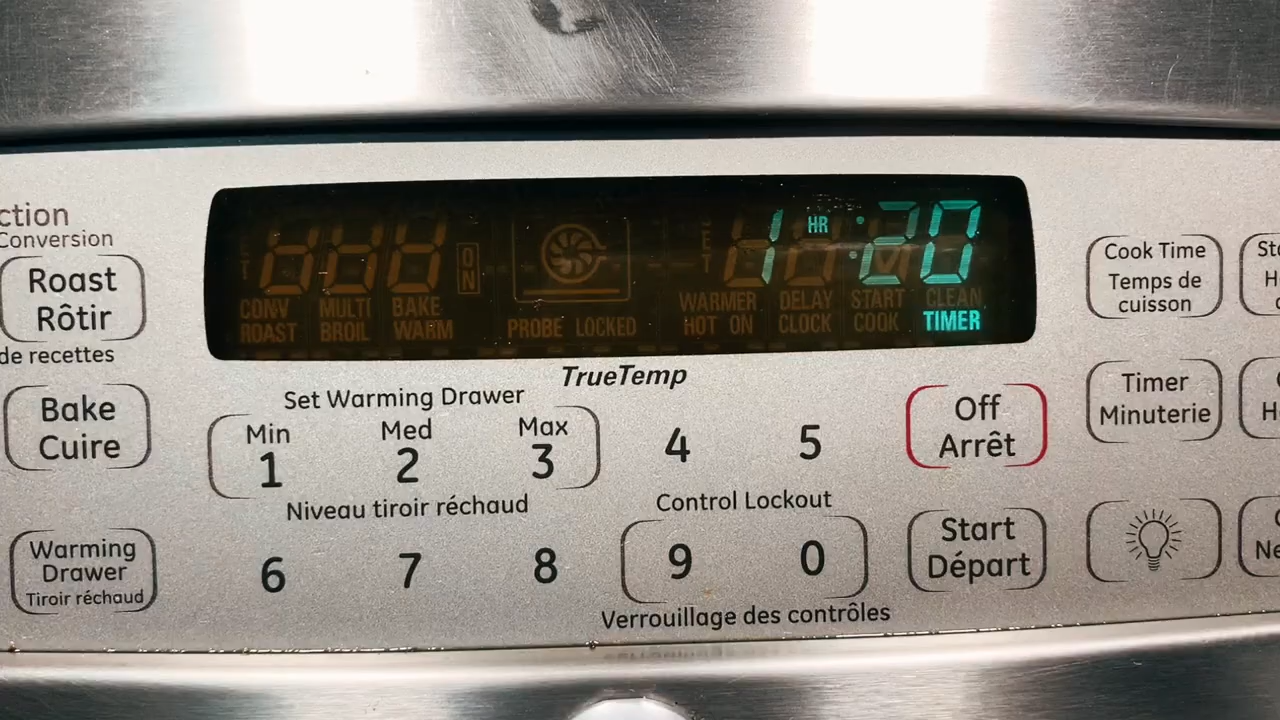 ction
Conversion
Roast
Rôtir
de recettes
Bake
Cuire
Warming
Drawer
Tiroir réchaud
ON
1 HR :20
CONV MULTI BAKE
ROAST BROIL WARM
PROBE LOCKED
WARMER DELAY START CLEAN
HOT ON CLOCK COOK TIMER
TrueTemp
Set Warming Drawer
Min Med Max
1 2 3 4 5
Niveau tiroir réchaud
Control Lockout
6 7 8 9 0
Verrouillage des contrôles
Off
Arrêt
Start
Départ
Cook Time
Temps de
cuisson
Timer
Minuterie